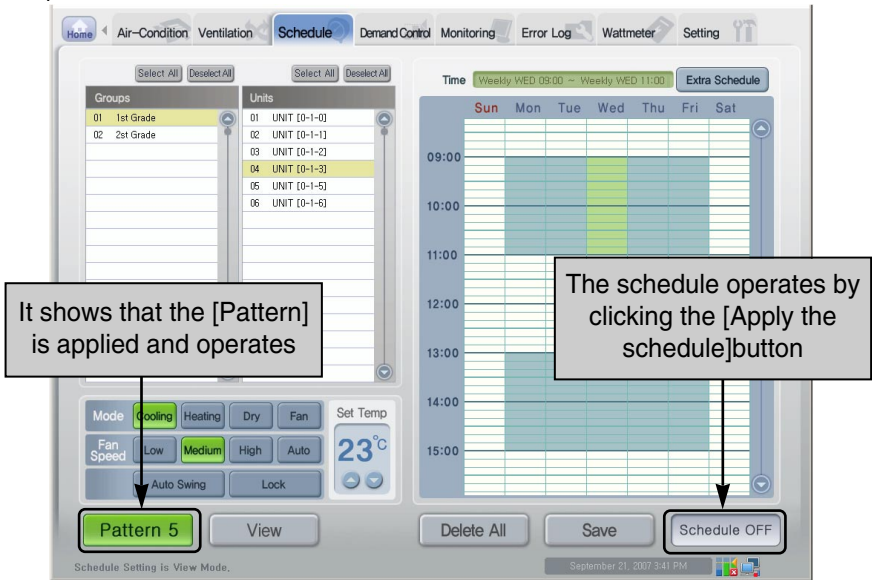 Home Air-Condition Ventilation Schedule Demand Control Monitoring Error Log Wattmeter Setting
Select All Deselect All Select All Deselect All
Groups Units
01 1st Grade
02 2st Grade
01 UNIT [0-1-0]
02 UNIT [0-1-1]
03 UNIT [0-1-2]
04 UNIT [0-1-3]
05 UNIT [0-1-5]
06 UNIT [0-1-6]
Time Weekly WED 09:00 ~ Weekly WED 11:00 Extra Schedule
Sun Mon Tue Wed Thu Fri Sat
09:00
10:00
11:00
12:00
13:00
14:00
15:00
It shows that the [Pattern]
is applied and operates
The schedule operates by
clicking the [Apply the
schedule]button
Mode Cooling Heating Dry Fan
Fan
Speed Low Medium High Auto
Auto Swing Lock
Set Temp
23°C
Pattern 5 View Delete All Save Schedule OFF
Schedule Setting is View Mode.
September 21, 2007 3:41 PM